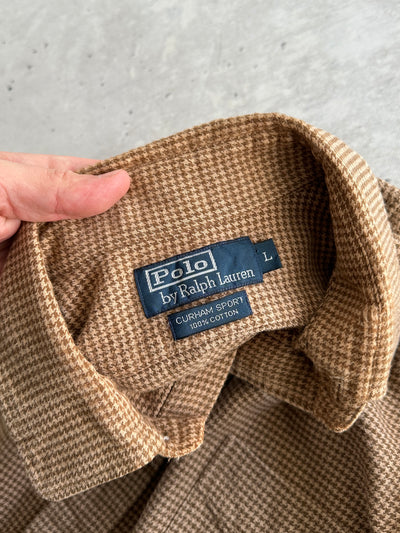 Polo
by Ralph Lauren
L
CURHAM SPORT
100% COTTON